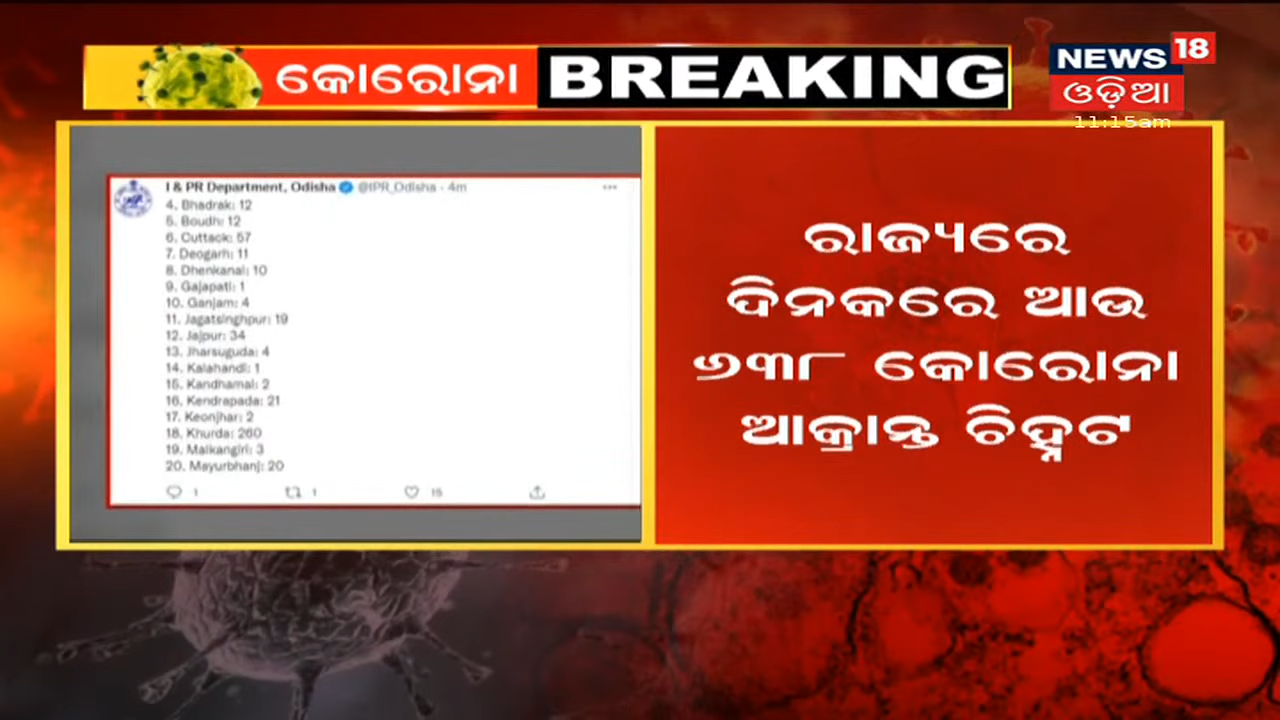 କୋରୋନା BREAKING
NEWS 18
ଓଡ଼ିଆ
11:15am
I & PR Department, Odisha @IPR_Odisha · 4m
4. Bhadrak: 12
5. Boudh: 12
6. Cuttack: 57
7. Deogarh: 11
8. Dhenkanal: 10
9. Gajapati: 1
10. Ganjam: 4
11. Jagatsinghpur: 19
12. Jajpur: 34
13. Jharsuguda: 4
14. Kalahandi: 1
15. Kandhamal: 2
16. Kendrapada: 21
17. Keonjhar: 2
18. Khurda: 260
19. Malkangiri: 3
20. Mayurbhanj: 20
1 1 15
ରାଜ୍ୟରେ
ଦିନକରେ ଆଉ
୬୩୮ କୋରୋନା
ଆକ୍ରାନ୍ତ ଚିହ୍ନଟ